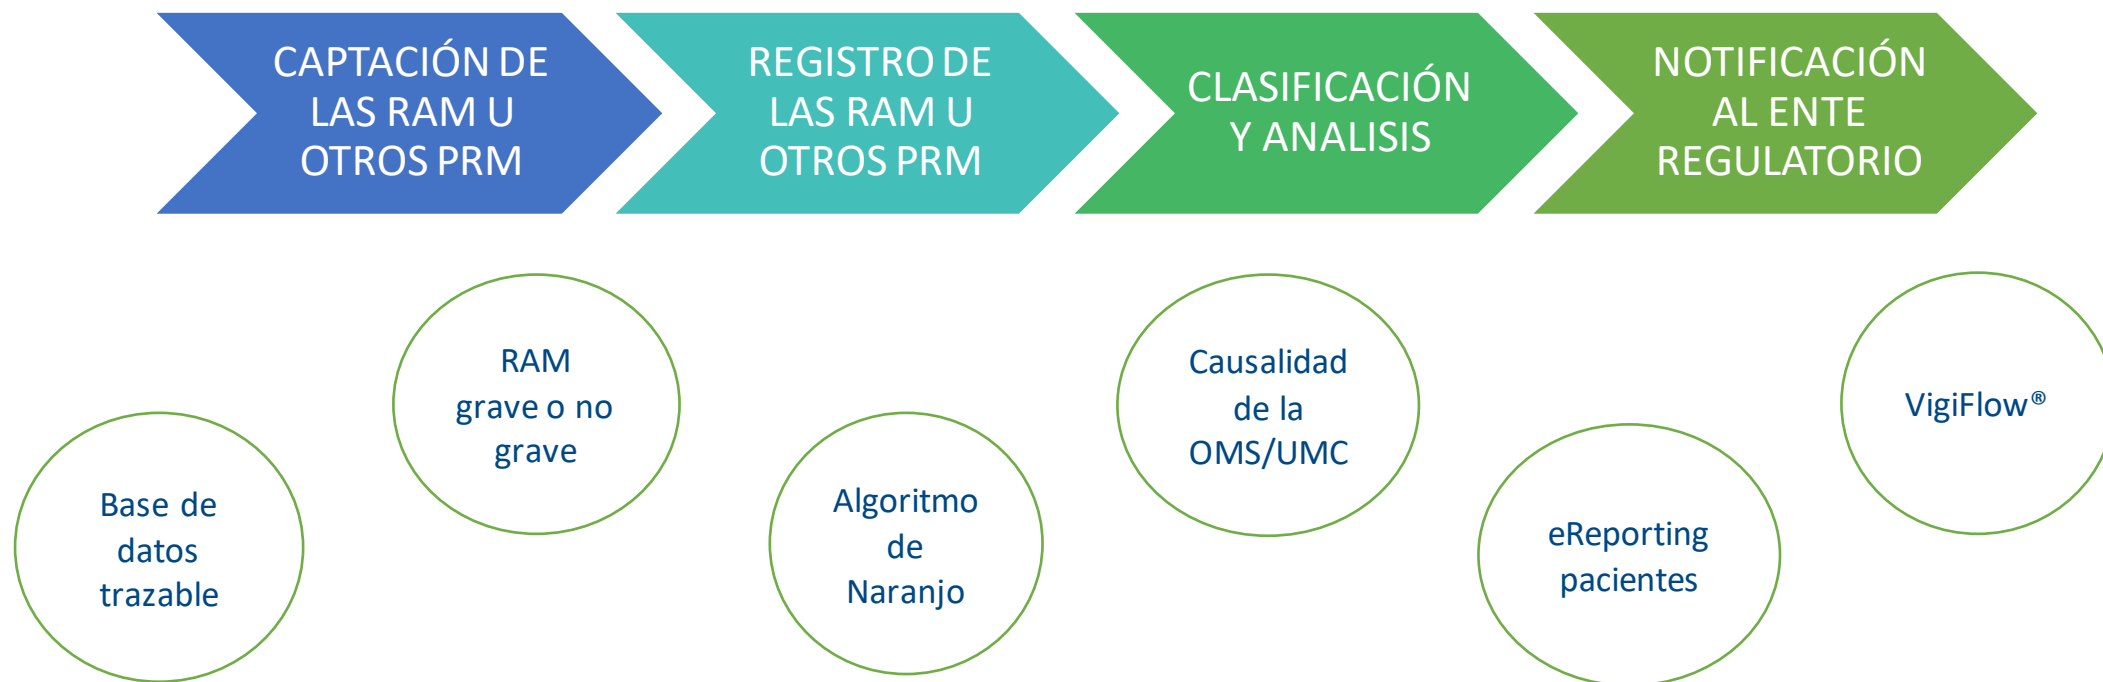 CAPTACIÓN DE
LAS RAM U
OTROS PRM
REGISTRO DE
LAS RAM U
OTROS PRM
CLASIFICACIÓN
Y ANALISIS
NOTIFICACIÓN
AL ENTE
REGULATORIO
Base de
datos
trazable
RAM
grave o no
grave
Algoritmo
de
Naranjo
Causalidad
de la
OMS/UMC
eReporting
pacientes
VigiFlow®